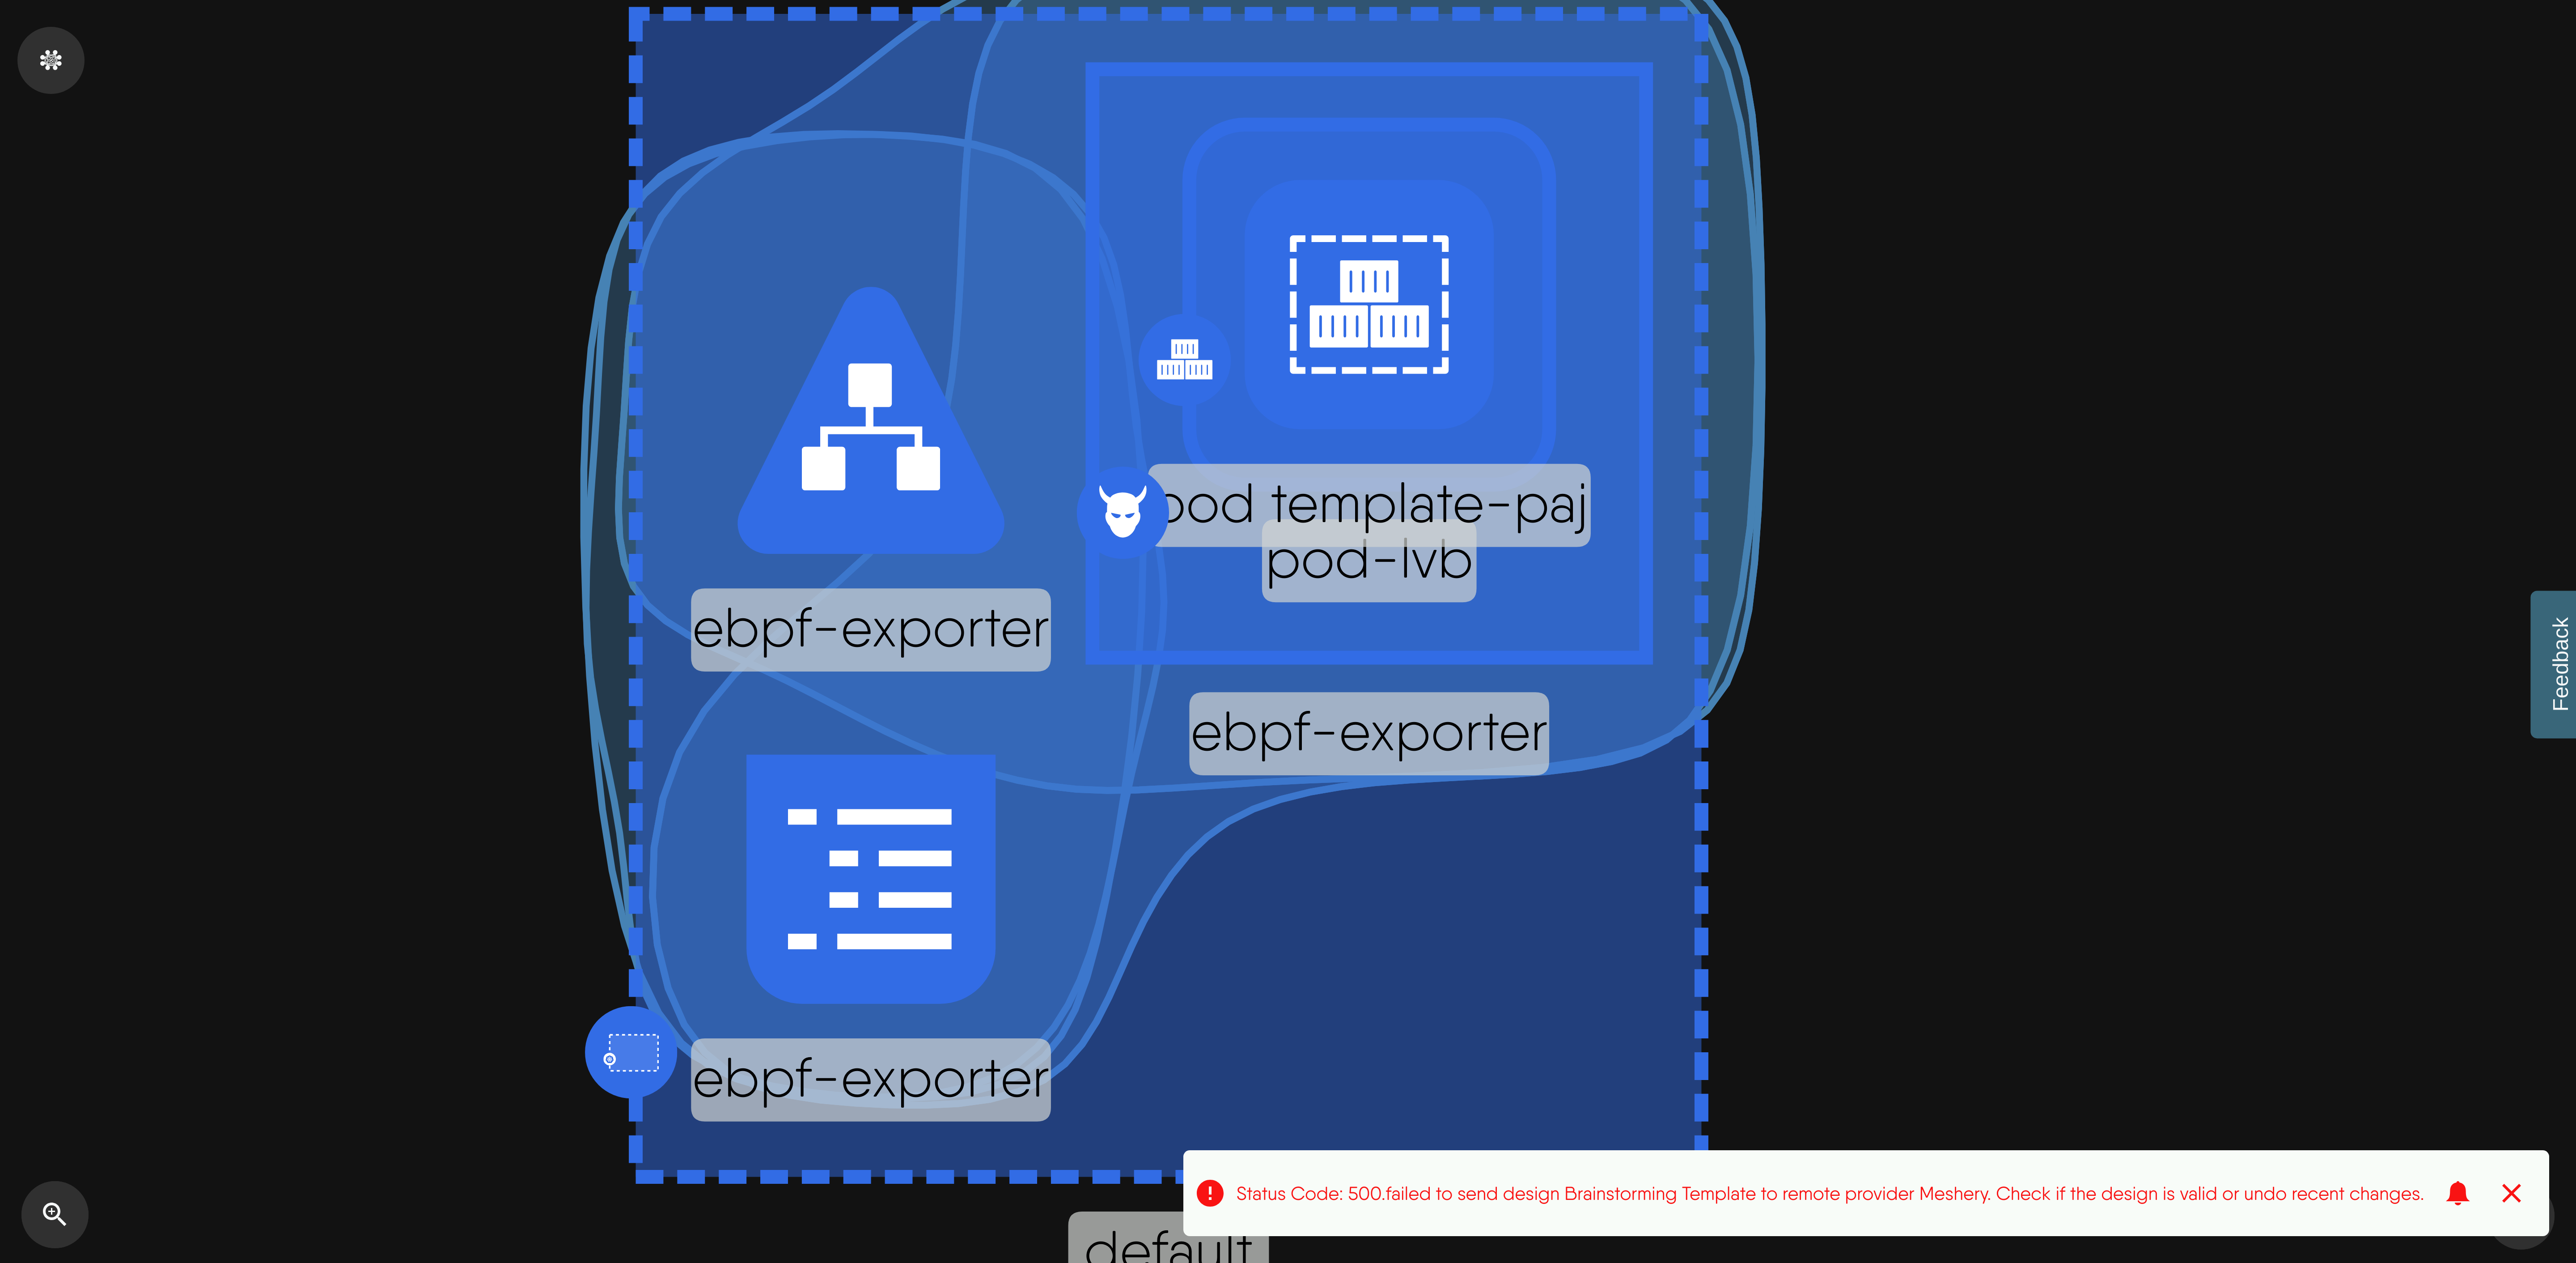 pod template-paj
pod-lvb
ebpf-exporter
ebpf-exporter
ebpf-exporter
default
Feedback
Status Code: 500.failed to send design Brainstorming Template to remote provider Meshery. Check if the design is valid or undo recent changes.